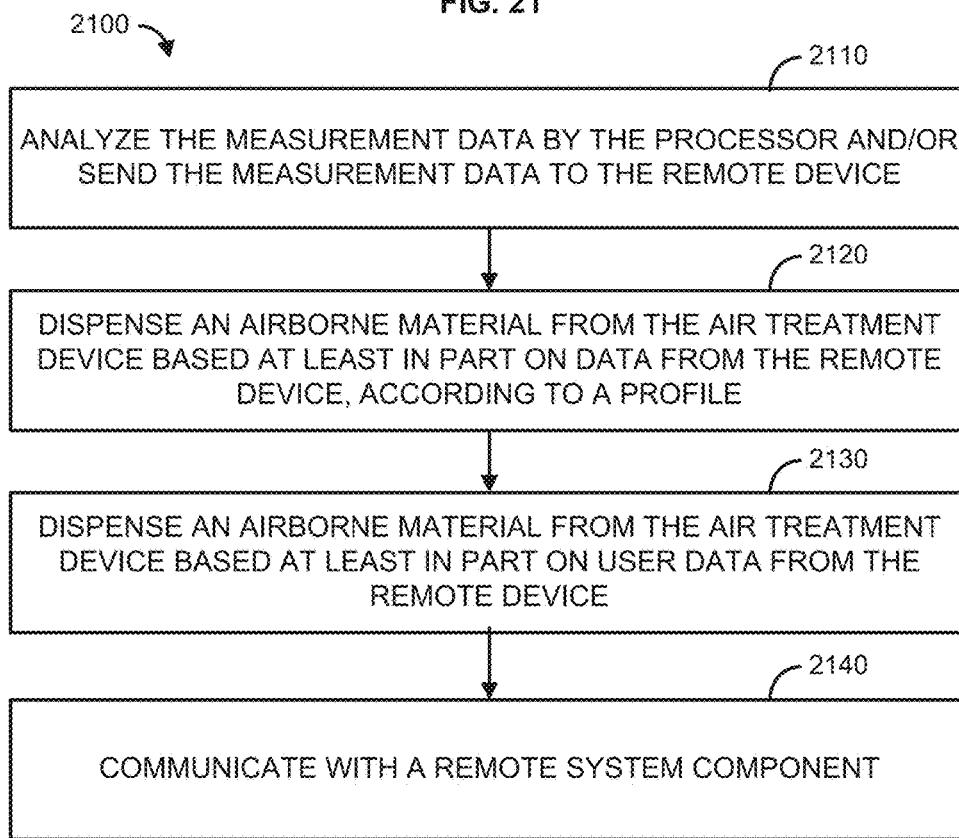 FIG. 21
2100
2110
ANALYZE THE MEASUREMENT DATA BY THE PROCESSOR AND/OR
SEND THE MEASUREMENT DATA TO THE REMOTE DEVICE
2120
DISPENSE AN AIRBORNE MATERIAL FROM THE AIR TREATMENT
DEVICE BASED AT LEAST IN PART ON DATA FROM THE REMOTE
DEVICE, ACCORDING TO A PROFILE
2130
DISPENSE AN AIRBORNE MATERIAL FROM THE AIR TREATMENT
DEVICE BASED AT LEAST IN PART ON USER DATA FROM THE
REMOTE DEVICE
2140
COMMUNICATE WITH A REMOTE SYSTEM COMPONENT